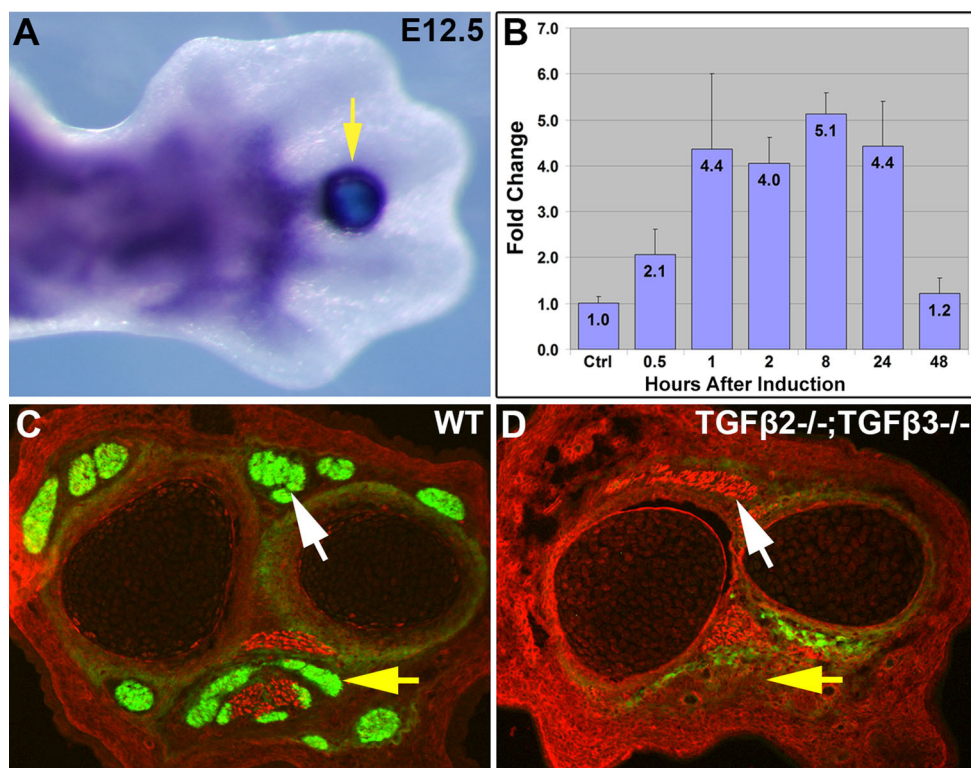 A
E12.5
B
7.0
6.0
5.0
4.0
3.0
2.0
1.0
0.0
Fold Change
1.0
2.1
4.4
4.0
5.1
4.4
1.2
Ctrl 0.5 1 2 8 24 48
Hours After Induction
C
WT
D
TGFβ2-/-;TGFβ3-/-